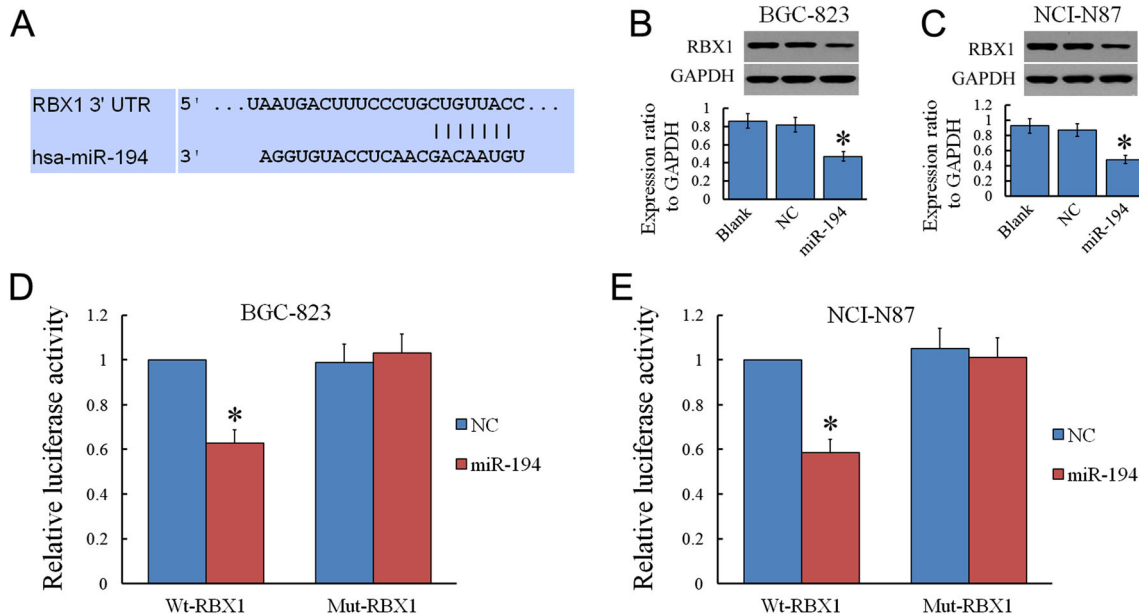 A
RBX1 3' UTR 5' ...UAAUGACUUUCCCUGCUGUUACC...
hsa-miR-194 3' AGGUGUACCUCAACGACAAUGU
B
BGC-823
RBX1
GAPDH
Expression ratio
to GAPDH
1
0.8
0.6
0.4
0.2
0
*
Blank
NC
miR-194
C
NCI-N87
RBX1
GAPDH
Expression ratio
to GAPDH
1.2
1
0.8
0.6
0.4
0.2
0
*
Blank
NC
miR-194
D
BGC-823
Relative luciferase activity
1.2
1
0.8
0.6
0.4
0.2
0
*
NC
miR-194
Wt-RBX1
Mut-RBX1
E
NCI-N87
Relative luciferase activity
1.2
1
0.8
0.6
0.4
0.2
0
*
NC
miR-194
Wt-RBX1
Mut-RBX1